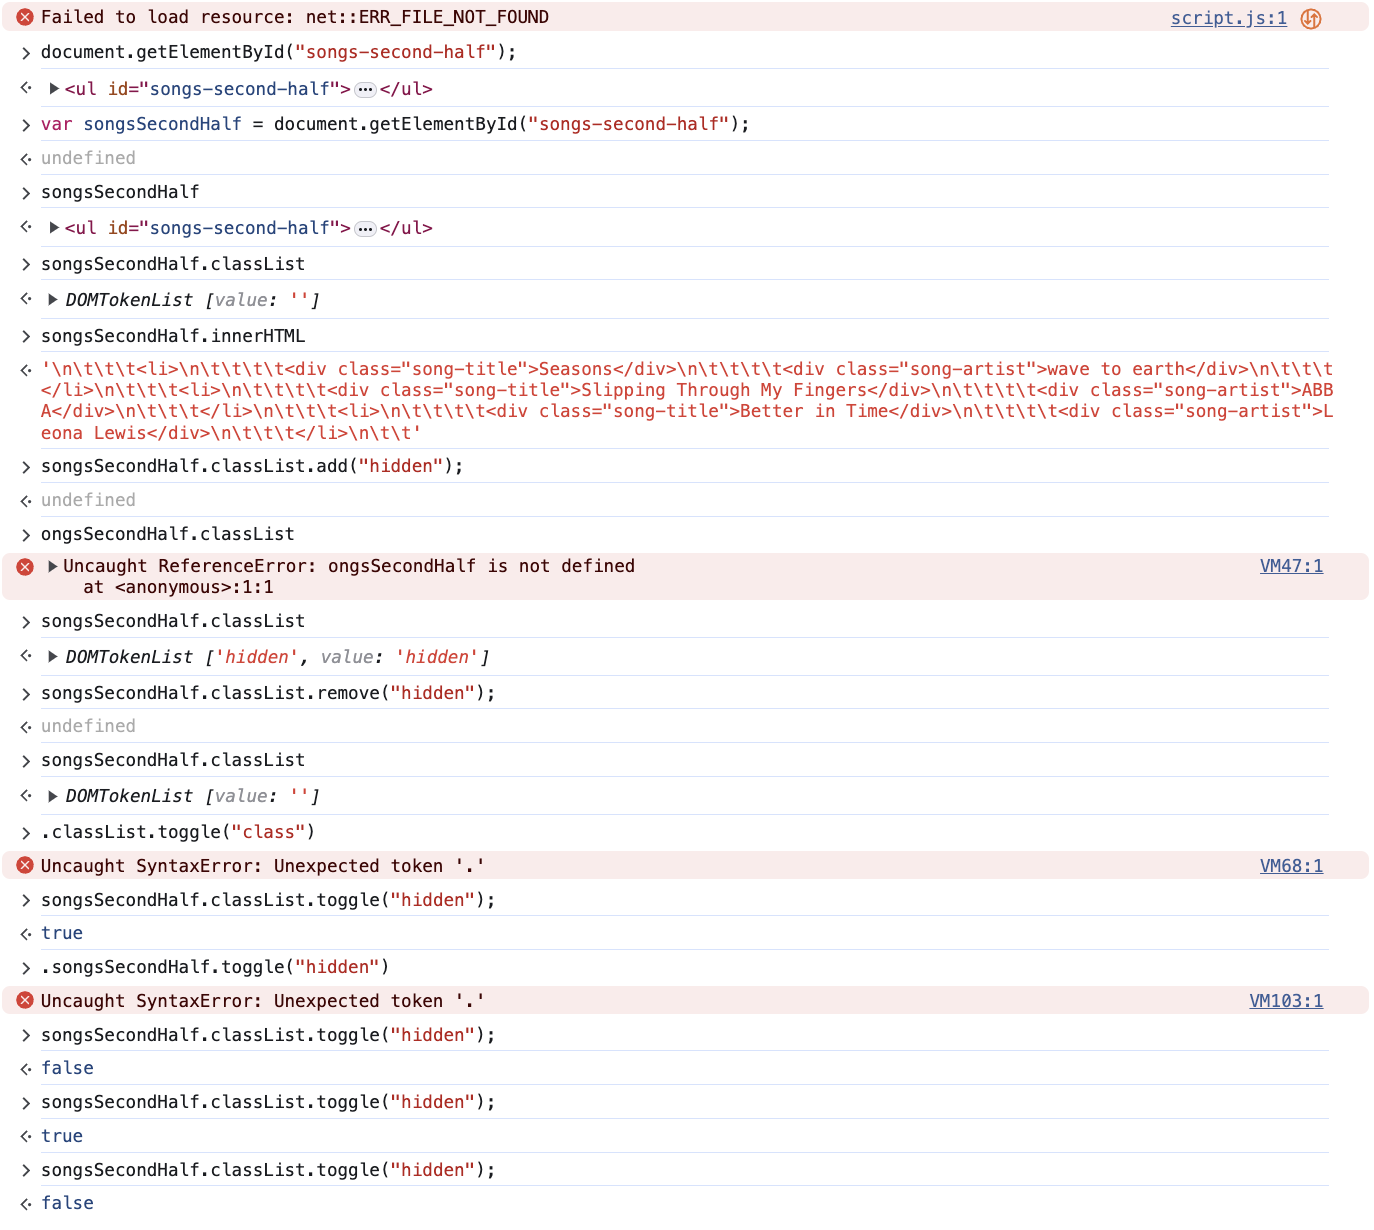 Failed to load resource: net::ERR_FILE_NOT_FOUND script.js:1
> document.getElementById("songs-second-half");
<ul id="songs-second-half">…</ul>
> var songsSecondHalf = document.getElementById("songs-second-half");
undefined
> songsSecondHalf
<ul id="songs-second-half">…</ul>
> songsSecondHalf.classList
DOMTokenList [value: '']
> songsSecondHalf.innerHTML
'\n\t\t\t<li>\n\t\t\t\t<div class="song-title">Seasons</div>\n\t\t\t\t<div class="song-artist">wave to earth</div>\n\t\t\t
</li>\n\t\t\t<li>\n\t\t\t\t<div class="song-title">Slipping Through My Fingers</div>\n\t\t\t\t<div class="song-artist">ABB
A</div>\n\t\t\t</li>\n\t\t\t<li>\n\t\t\t\t<div class="song-title">Better in Time</div>\n\t\t\t\t<div class="song-artist">L
eona Lewis</div>\n\t\t\t</li>\n\t\t'
> songsSecondHalf.classList.add("hidden");
undefined
> ongsSecondHalf.classList
Uncaught ReferenceError: ongsSecondHalf is not defined VM47:1
at <anonymous>:1:1
> songsSecondHalf.classList
DOMTokenList ['hidden', value: 'hidden']
> songsSecondHalf.classList.remove("hidden");
undefined
> songsSecondHalf.classList
DOMTokenList [value: '']
> .classList.toggle("class")
Uncaught SyntaxError: Unexpected token '.' VM68:1
> songsSecondHalf.classList.toggle("hidden");
true
> .songsSecondHalf.toggle("hidden")
Uncaught SyntaxError: Unexpected token '.' VM103:1
> songsSecondHalf.classList.toggle("hidden");
false
> songsSecondHalf.classList.toggle("hidden");
true
> songsSecondHalf.classList.toggle("hidden");
false